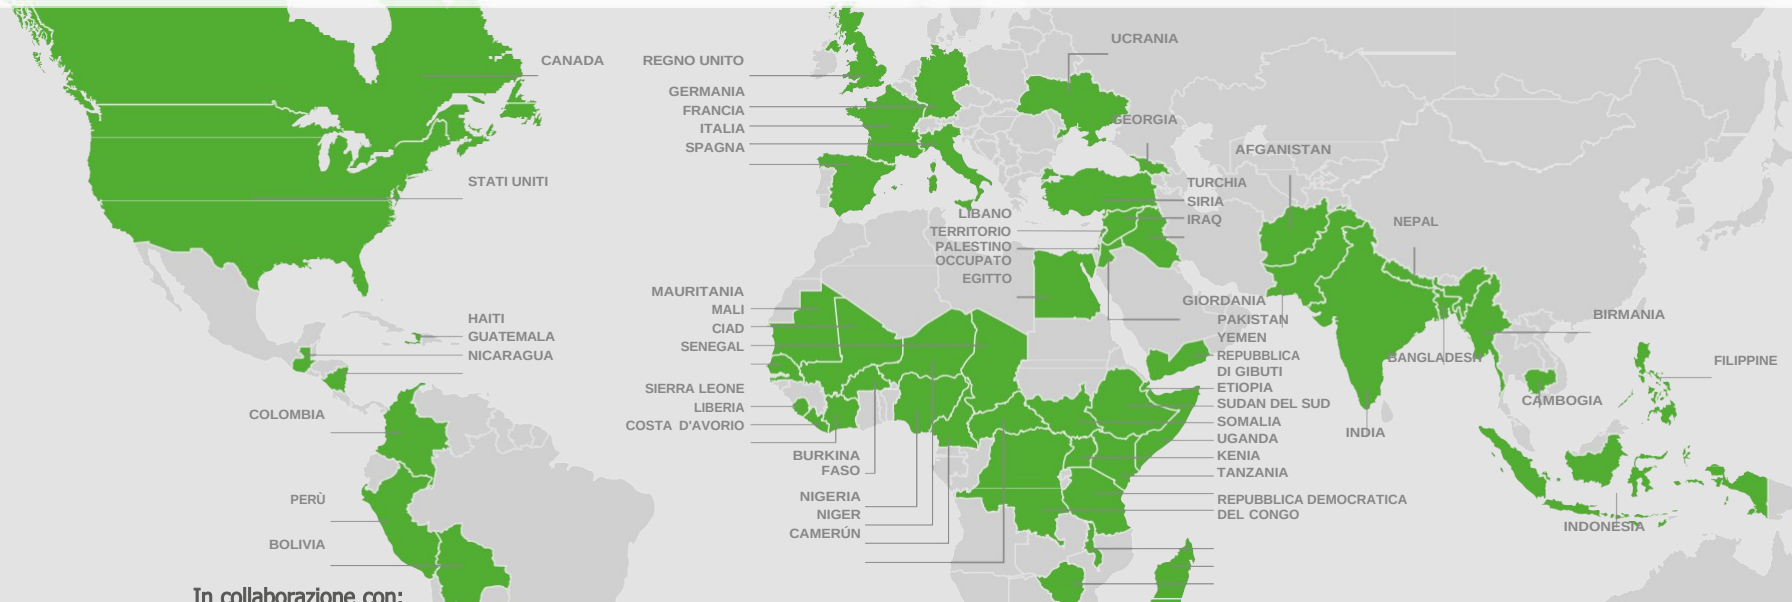 CANADA
STATI UNITI
HAITI
GUATEMALA
NICARAGUA
COLOMBIA
PERÙ
BOLIVIA
In collaborazione con:
REGNO UNITO
GERMANIA
FRANCIA
ITALIA
SPAGNA
MAURITANIA
MALI
CIAD
SENEGAL
SIERRA LEONE
LIBERIA
COSTA D'AVORIO
BURKINA
FASO
NIGERIA
NIGER
CAMERÚN
LIBANO
TERRITORIO
PALESTINO
OCCUPATO
EGITTO
UCRANIA
GEORGIA
AFGANISTAN
TURCHIA
SIRIA
IRAQ
NEPAL
GIORDANIA
PAKISTAN
YEMEN
REPUBBLICA
DI GIBUTI
ETIOPIA
SUDAN DEL SUD
SOMALIA
UGANDA
KENIA
TANZANIA
REPUBBLICA DEMOCRATICA
DEL CONGO
BIRMANIA
BANGLADESH
FILIPPINE
CAMBOGIA
INDIA
INDONESIA